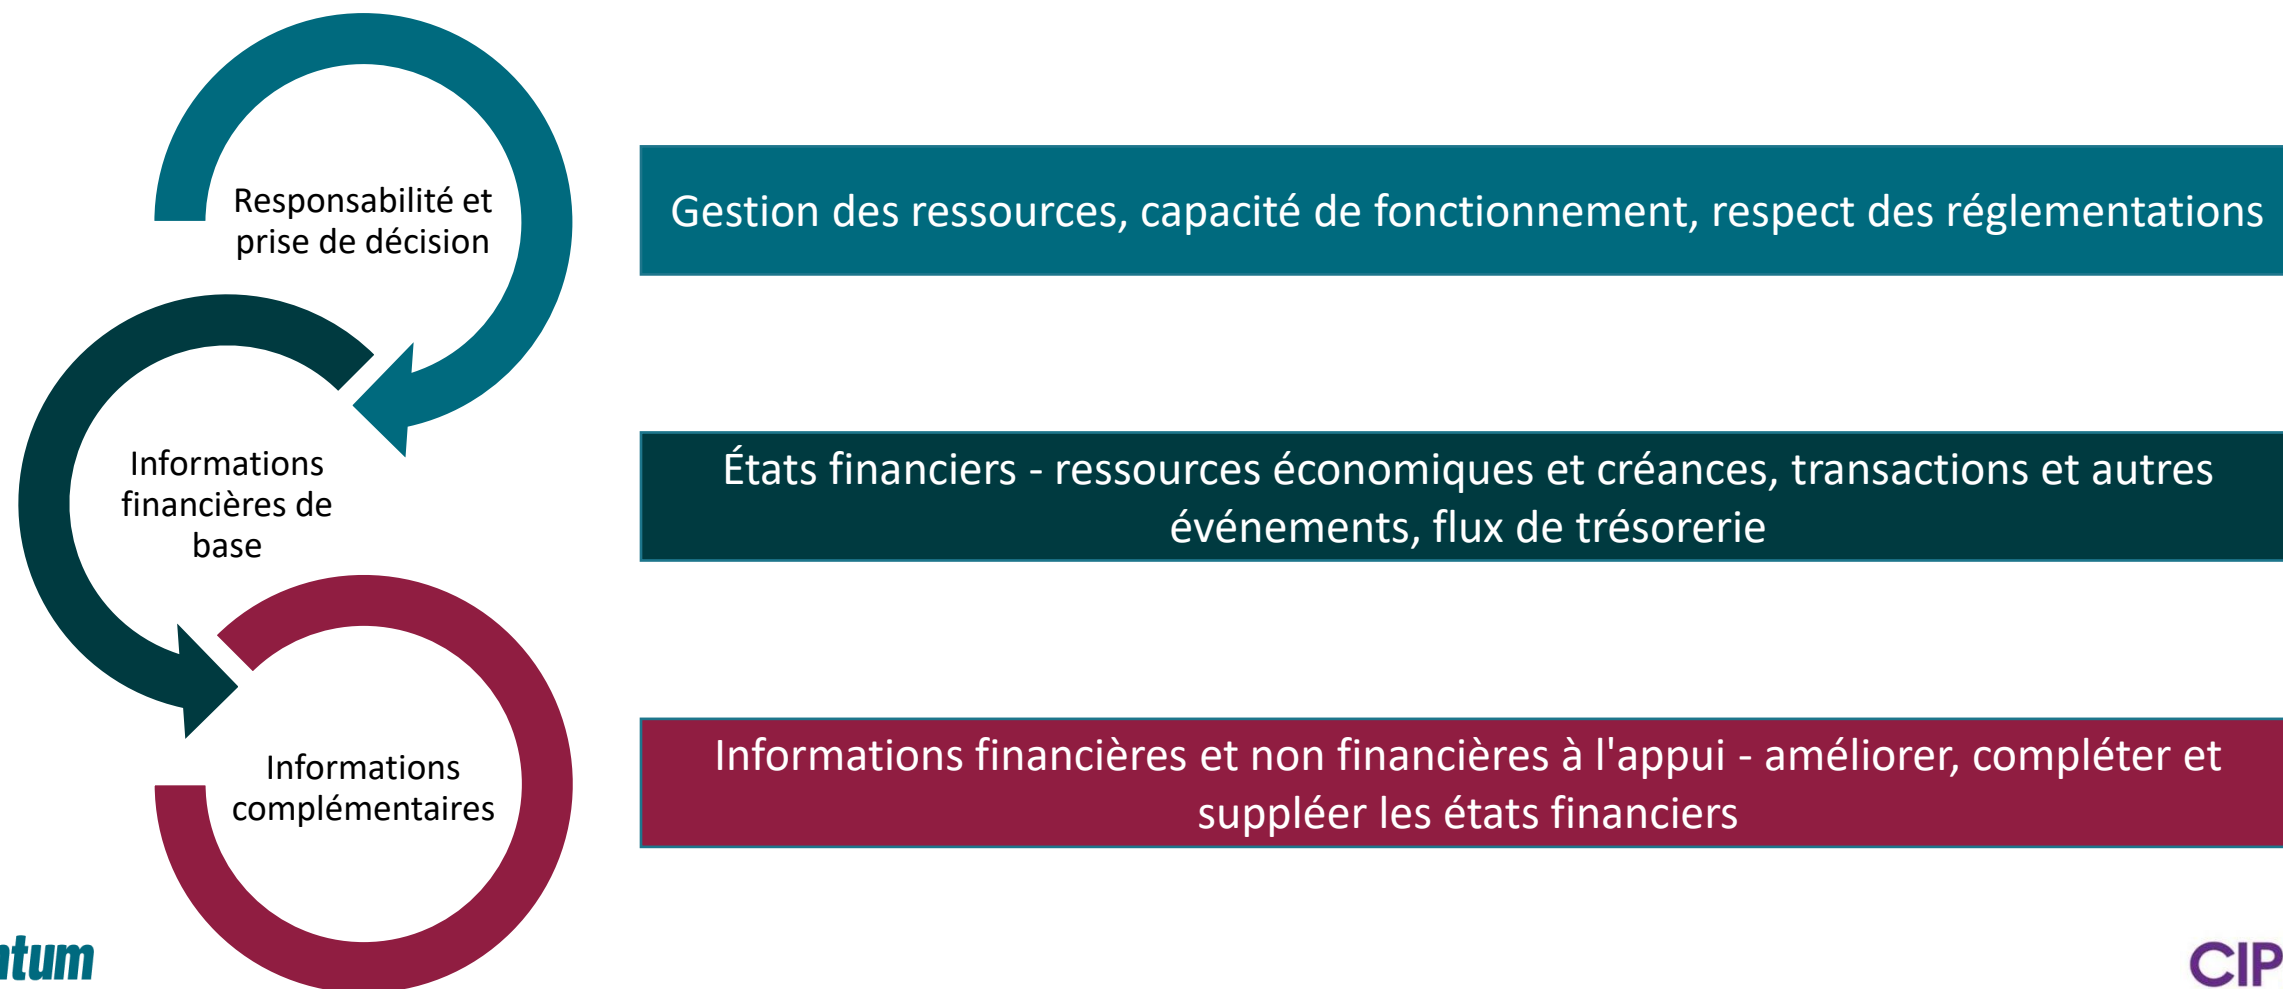 Responsabilité et
prise de décision
Gestion des ressources, capacité de fonctionnement, respect des réglementations
Informations
financières de
base
États financiers - ressources économiques et créances, transactions et autres
événements, flux de trésorerie
Informations
complémentaires
Informations financières et non financières à l'appui - améliorer, compléter et
suppléer les états financiers
ntum
CIP